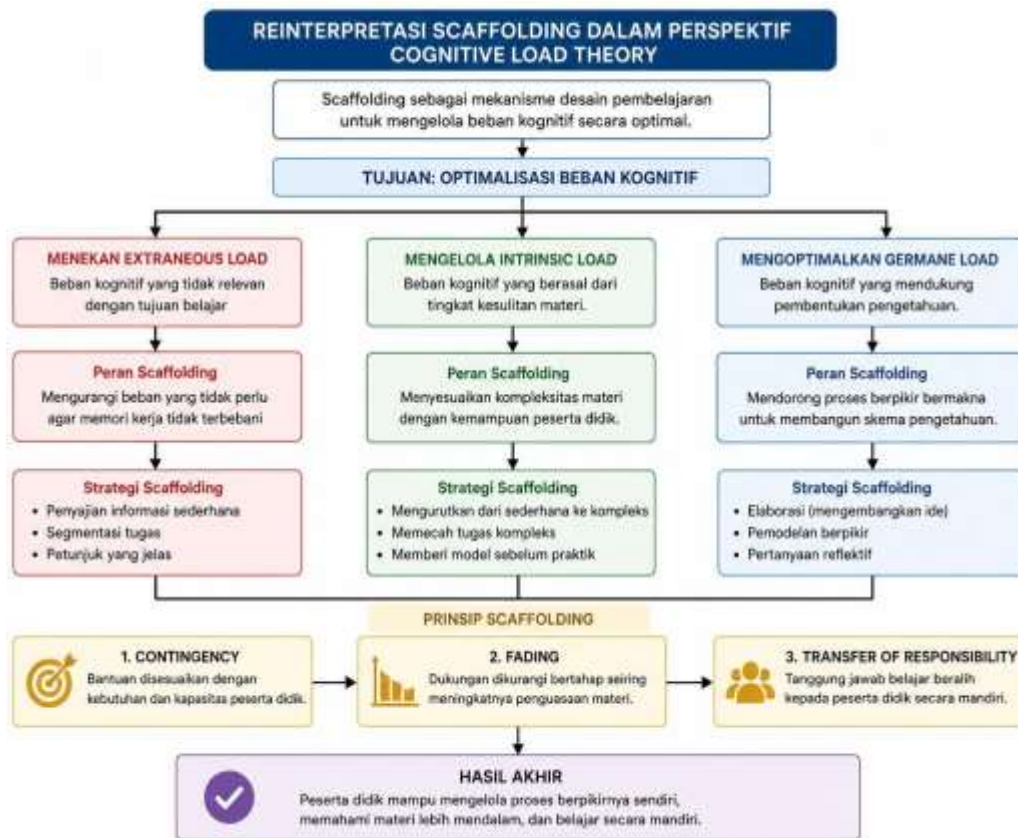 REINTERPRETASI SCAFFOLDING DALAM PERSPEKTIF
COGNITIVE LOAD THEORY
Scaffolding sebagai mekanisme desain pembelajaran
untuk mengelola beban kognitif secara optimal.
TUJUAN: OPTIMALISASI BEBAN KOGNITIF
MENEKAN EXTRANEOUS LOAD
Beban kognitif yang tidak relevan
dengan tujuan belajar
Peran Scaffolding
Mengurangi beban yang tidak perlu
agar memori kerja tidak terbebani
Strategi Scaffolding
• Penyajian informasi sederhana
• Segmentasi tugas
• Petunjuk yang jelas
MENGELOLA INTRINSIC LOAD
Beban kognitif yang berasal dari
tingkat kesulitan materi.
Peran Scaffolding
Menyesuaikan kompleksitas materi
dengan kemampuan peserta didik.
Strategi Scaffolding
• Mengurutkan dari sederhana ke kompleks
• Memecah tugas kompleks
• Memberi model sebelum praktik
MENGOPTIMALKAN GERMANE LOAD
Beban kognitif yang mendukung
pembentukan pengetahuan.
Peran Scaffolding
Mendorong proses berpikir bermakna
untuk membangun skema pengetahuan.
Strategi Scaffolding
• Elaborasi (mengembangkan ide)
• Pemodelan berpikir
• Pertanyaan reflektif
PRINSIP SCAFFOLDING
1. CONTINGENCY
Bantuan disesuaikan dengan
kebutuhan dan kapasitas peserta didik.
2. FADING
Dukungan dikurangi bertahap seiring
meningkatnya penguasaan materi.
3. TRANSFER OF RESPONSIBILITY
Tanggung jawab belajar beralih
kepada peserta didik secara mandiri.
HASIL AKHIR
Peserta didik mampu mengelola proses berpikirnya sendiri,
memahami materi lebih mendalam, dan belajar secara mandiri.